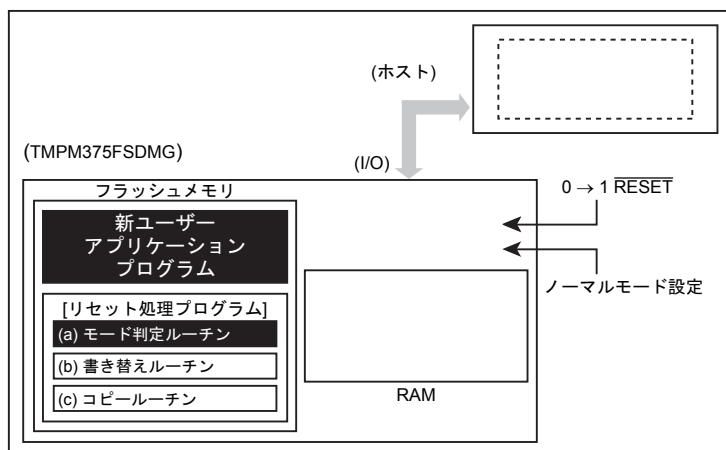 (ホスト)
(TMPM375FSDMG)
(I/O)
フラッシュメモリ
0 → 1 RESET
新ユーザー
アプリケーション
プログラム
ノーマルモード設定
[リセット処理プログラム]
(a) モード判定ルーチン
(b) 書き替えルーチン
(c) コピールーチン
RAM